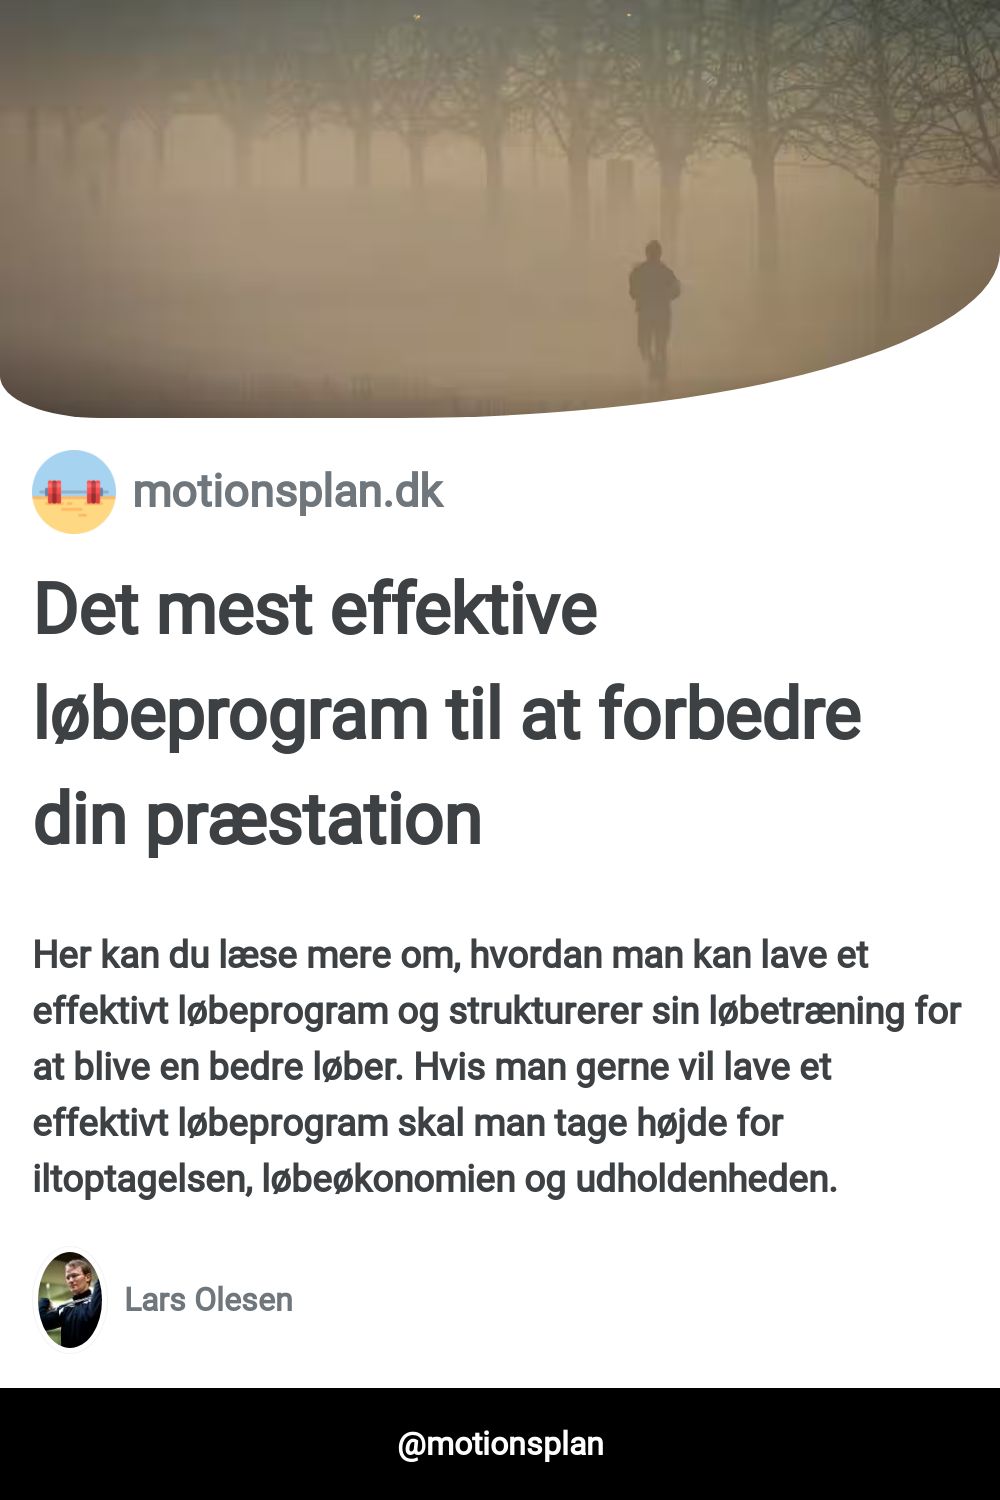 motionsplan.dk
Det mest effektive
løbeprogram til at forbedre
din præstation
Her kan du læse mere om, hvordan man kan lave et
effektivt løbeprogram og strukturerer sin løbetræning for
at blive en bedre løber. Hvis man gerne vil lave et
effektivt løbeprogram skal man tage højde for
iltoptagelsen, løbeøkonomien og udholdenheden.
Lars Olesen
@motionsplan